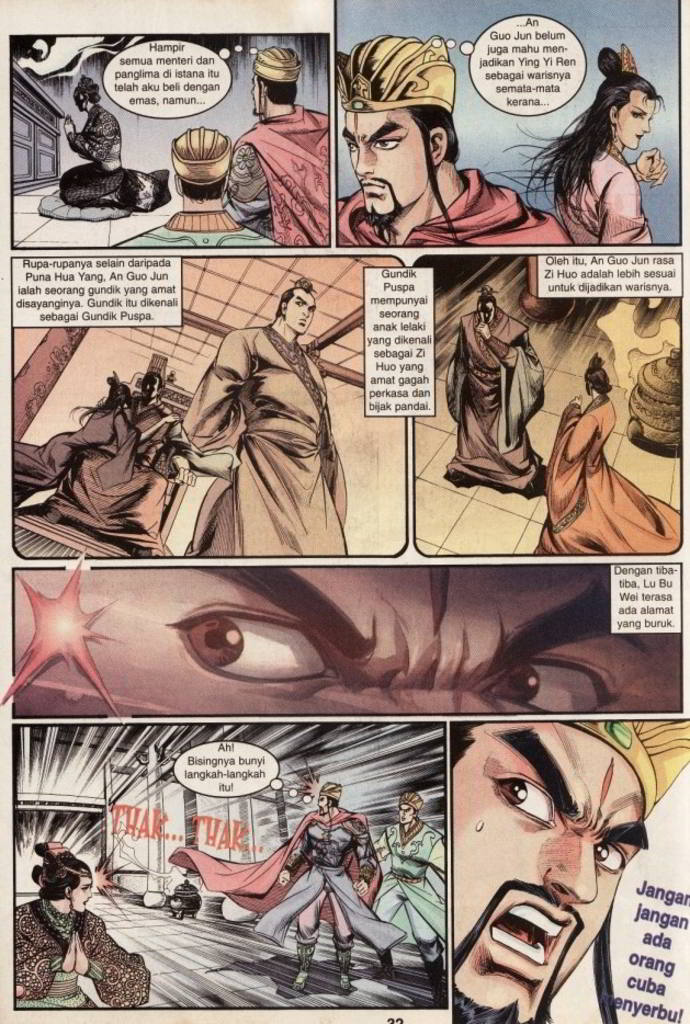 Hampir
semua menteri dan
panglima di istana itu
telah aku beli dengan
emas, namun...
...An
Guo Jun belum
juga mahu men-
jadikan Ying Yi Ren
sebagai warisnya
semata-mata
kerana...
Rupa-rupanya selain daripada
Puna Hua Yang, An Guo Jun
ialah seorang gundik yang amat
disayanginya. Gundik itu dikenali
sebagai Gundik Puspa.
Gundik
Puspa
mempunyai
seorang
anak lelaki
yang dikenali
sebagai Zi
Huo yang
amat gagah
perkasa dan
bijak pandai.
Oleh itu, An Guo Jun rasa
Zi Huo adalah lebih sesuai
untuk dijadikan warisnya.
Dengan tiba-
tiba, Lu Bu
Wei terasa
ada alamat
yang buruk.
Ah!
Bisingnya bunyi
langkah-langkah
itu!
THAK... THAK...
Jangan
jangan
ada
orang
cuba
menyerbu!
32